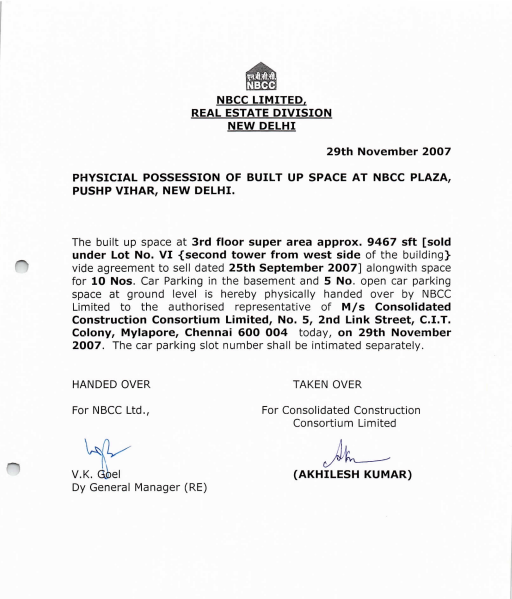 एन.बी.सी.सी.
NBCC
NBCC LIMITED,
REAL ESTATE DIVISION
NEW DELHI
29th November 2007
PHYSICIAL POSSESSION OF BUILT UP SPACE AT NBCC PLAZA,
PUSHP VIHAR, NEW DELHI.
The built up space at 3rd floor super area approx. 9467 sft [sold
under Lot No. VI {second tower from west side of the building}
vide agreement to sell dated 25th September 2007] alongwith space
for 10 Nos. Car Parking in the basement and 5 No. open car parking
space at ground level is hereby physically handed over by NBCC
Limited to the authorised representative of M/s Consolidated
Construction Consortium Limited, No. 5, 2nd Link Street, C.I.T.
Colony, Mylapore, Chennai 600 004 today, on 29th November
2007. The car parking slot number shall be intimated separately.
HANDED OVER TAKEN OVER
For NBCC Ltd., For Consolidated Construction
Consortium Limited
V.K. Goel (AKHILESH KUMAR)
Dy General Manager (RE)